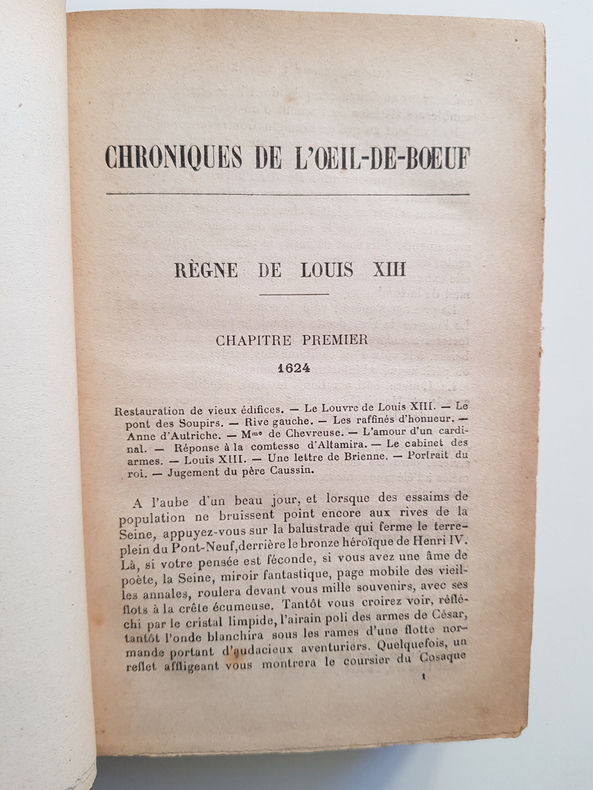 CHRONIQUES DE L'ŒIL-DE-BŒUF
RÈGNE DE LOUIS XIII
CHAPITRE PREMIER
1624
Restauration de vieux édifices. — Le Louvre de Louis XIII. — Le
pont des Soupirs. — Rive gauche. — Les raffinés d'honneur. —
Anne d'Autriche. — Mme de Chevreuse. — L'amour d'un cardi-
nal. — Réponse à la comtesse d'Altamira. — Le cabinet des
armes. — Louis XIII. — Une lettre de Brienne. — Portrait du
roi. — Jugement du père Caussin.
A l'aube d'un beau jour, et lorsque des essaims de
population ne bruissent point encore aux rives de la
Seine, appuyez-vous sur la balustrade qui ferme le terre-
plein du Pont-Neuf, derrière le bronze héroïque de Henri IV.
Là, si votre pensée est féconde, si vous avez une âme de
poète, la Seine, miroir fantastique, page mobile des vieil-
les annales, roulera devant vous mille souvenirs, avec ses
flots à la crête écumeuse. Tantôt vous croirez voir, réflé-
chi par le cristal limpide, l'airain poli des armes de César,
tantôt l'onde blanchira sous les rames d'une flotte nor-
mande portant d'audacieux aventuriers. Quelquefois, un
reflet affligeant vous montrera le coursier du Cosaque
1